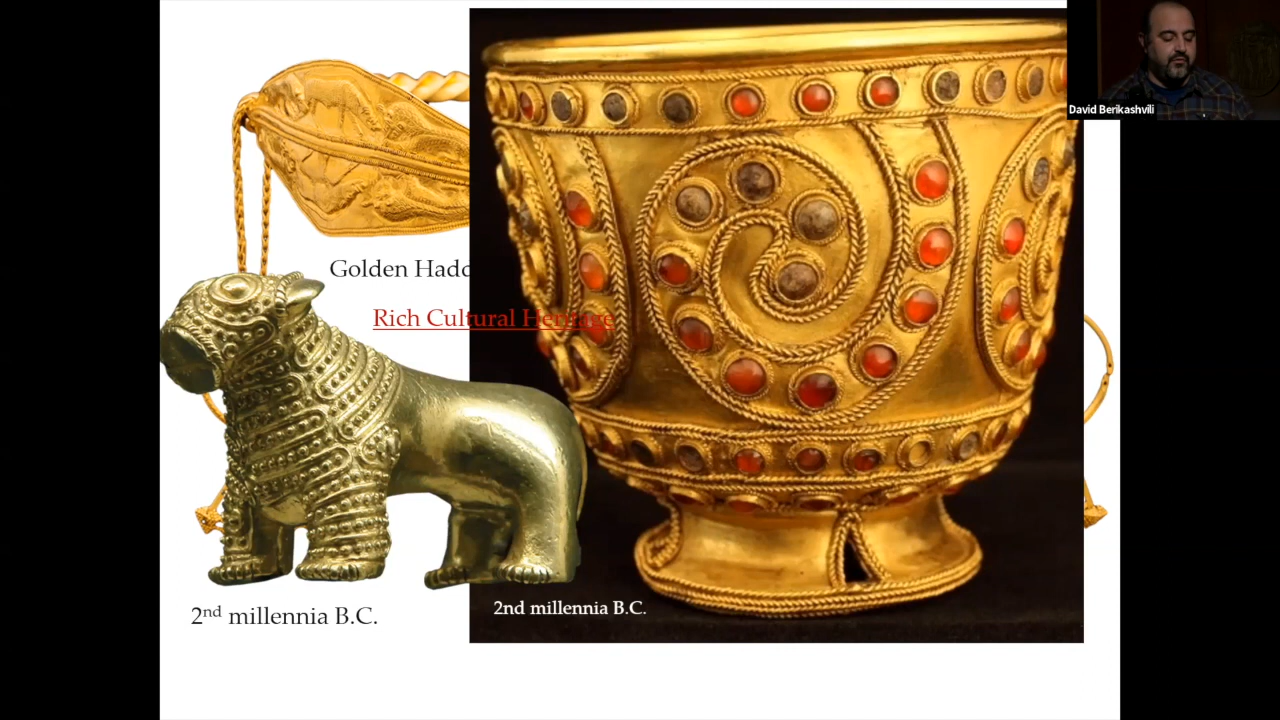 David Berikashvili
Golden Hadd
Rich Cultural Heritage
2nd millennia B.C.
2nd millennia B.C.